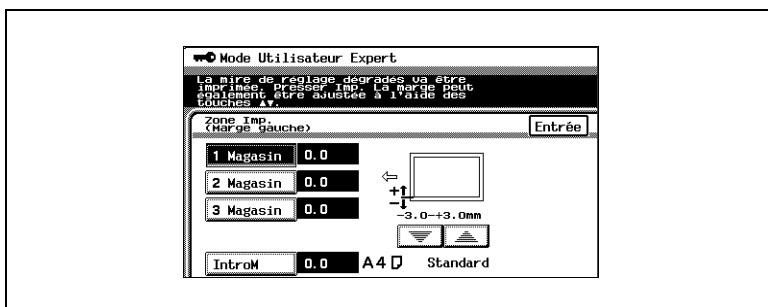 Mode Utilisateur Expert
La mire de réglage dégradés va être
imprimée. Presser Imp. La marge peut
également être ajustée à l'aide des
touches ▲▼.
Zone Imp.
(Marge gauche)
Entrée
1 Magasin 0.0
2 Magasin 0.0
3 Magasin 0.0
+
−
-3.0-+3.0mm
IntroM 0.0 A4 Standard